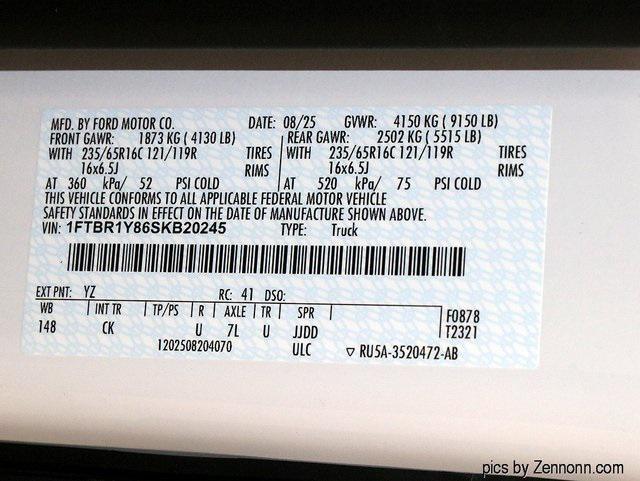 MFD. BY FORD MOTOR CO. DATE: 08/25 GVWR: 4150 KG ( 9150 LB)
FRONT GAWR: 1873 KG ( 4130 LB) REAR GAWR: 2502 KG ( 5515 LB)
WITH 235/65R16C 121/119R TIRES WITH 235/65R16C 121/119R TIRES
16x6.5J RIMS 16x6.5J RIMS
AT 360 kPa/ 52 PSI COLD AT 520 kPa/ 75 PSI COLD
THIS VEHICLE CONFORMS TO ALL APPLICABLE FEDERAL MOTOR VEHICLE
SAFETY STANDARDS IN EFFECT ON THE DATE OF MANUFACTURE SHOWN ABOVE.
VIN: 1FTBR1Y86SKB20245 TYPE: Truck
EXT PNT: YZ RC: 41 DSO:
WB INT TR TP/PS R AXLE TR SPR F0878
148 CK U 7L U JJDD T2321
1202508204070 ULC ▽ RU5A-3520472-AB
pics by Zennonn.com